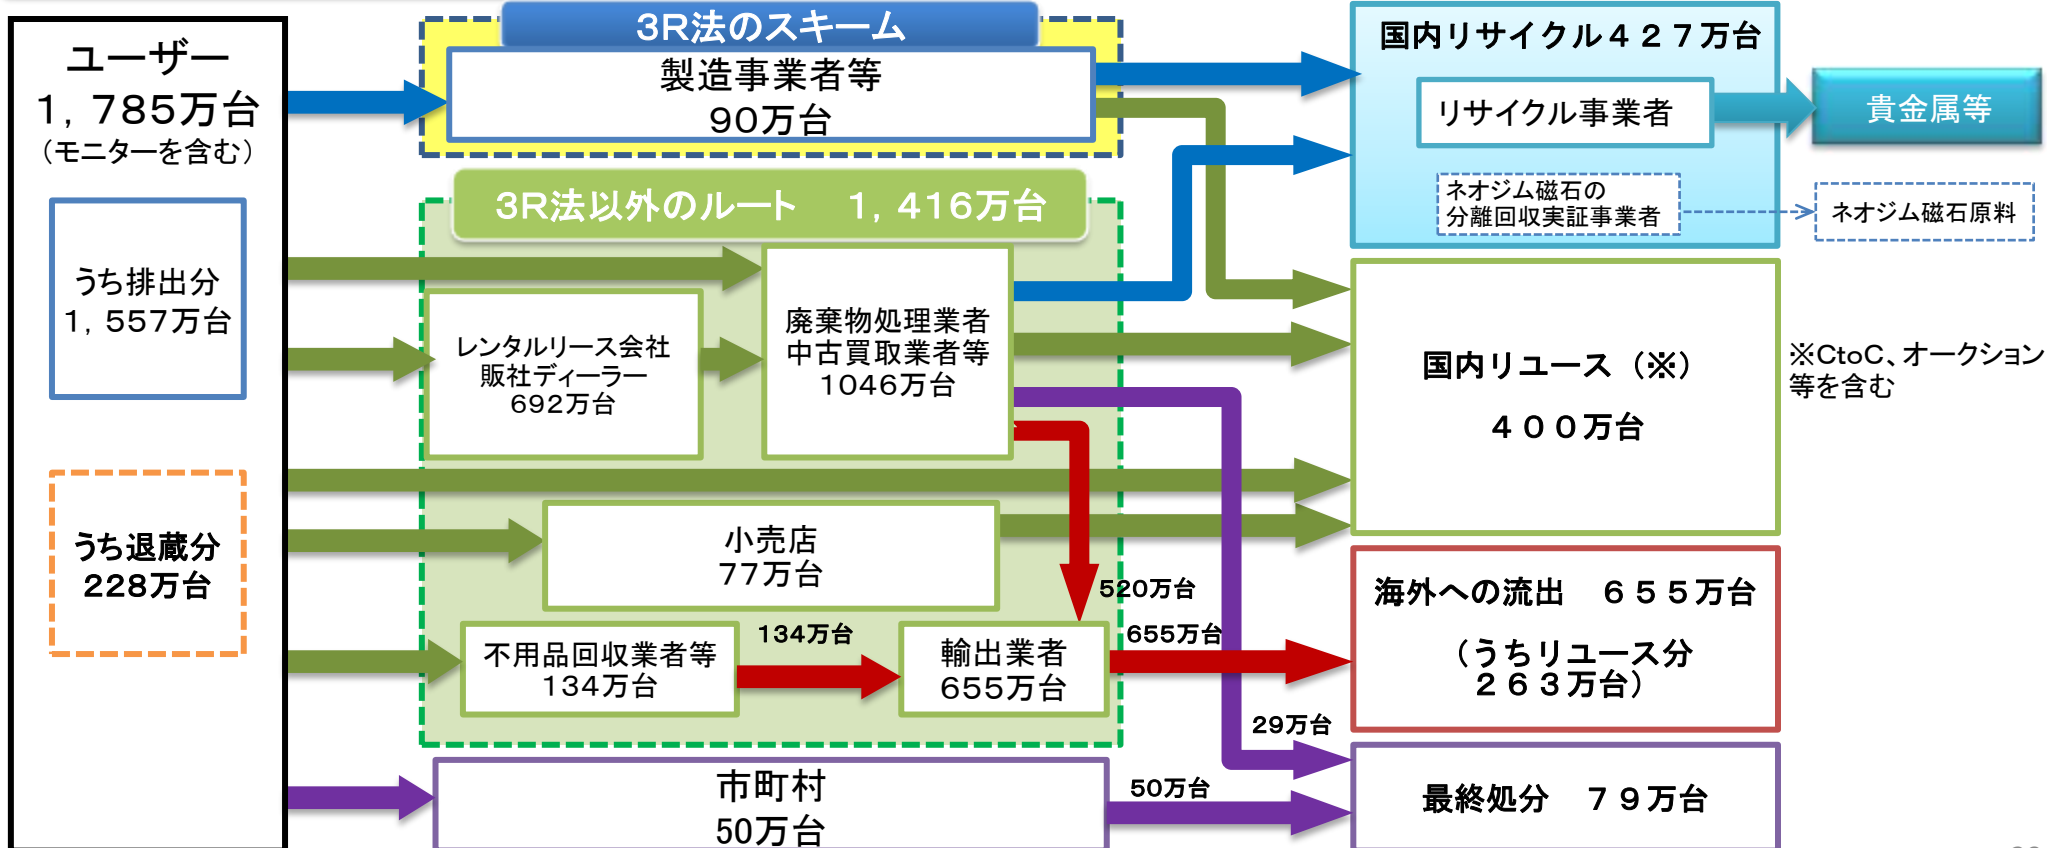 ユーザー
１，７８５万台
（モニターを含む）
うち排出分
１，５５７万台
うち退蔵分
２２８万台
３Ｒ法のスキーム
製造事業者等
９０万台
３Ｒ法以外のルート　１，４１６万台
レンタルリース会社
販社ディーラー
６９２万台
廃棄物処理業者
中古買取業者等
１０４６万台
小売店
７７万台
不用品回収業者等
１３４万台
134万台
輸出業者
６５５万台
520万台
655万台
29万台
市町村
50万台
50万台
国内リサイクル４２７万台
リサイクル事業者
貴金属等
ネオジム磁石の
分離回収実証事業者
ネオジム磁石原料
国内リユース（※）
４００万台
※CtoC、オークション
等を含む
海外への流出　６５５万台
（うちリユース分
２６３万台）
最終処分　７９万台